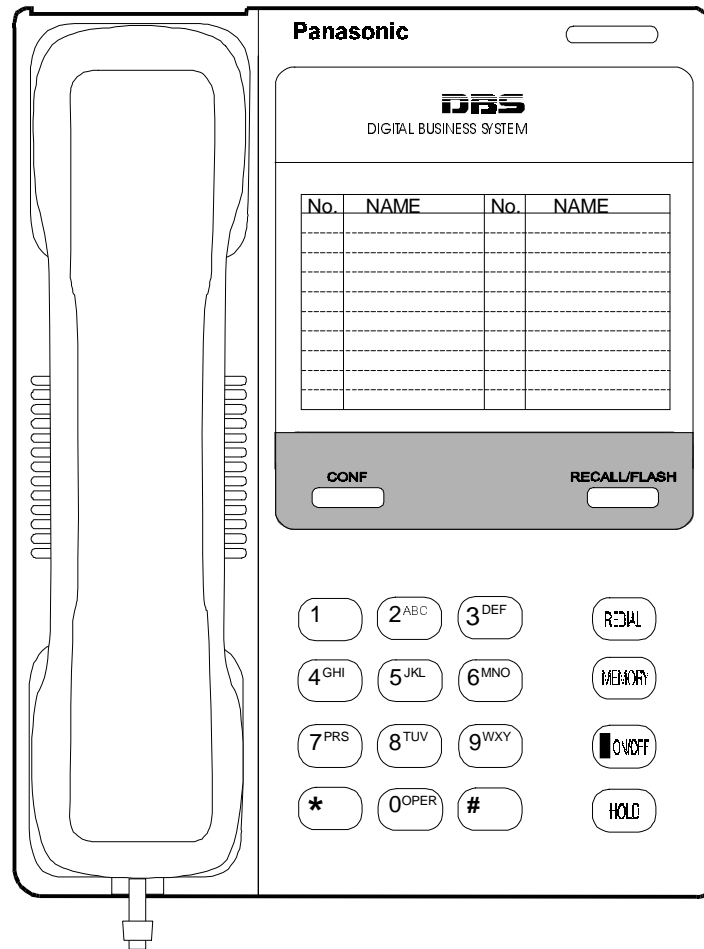 Panasonic
DBS
DIGITAL BUSINESS SYSTEM
No. NAME No. NAME
CONF RECALL/FLASH
1 2ABC 3DEF REDIAL
4GHI 5JKL 6MNO MEMORY
7PRS 8TUV 9WXY ON/OFF
* 0OPER # HOLD